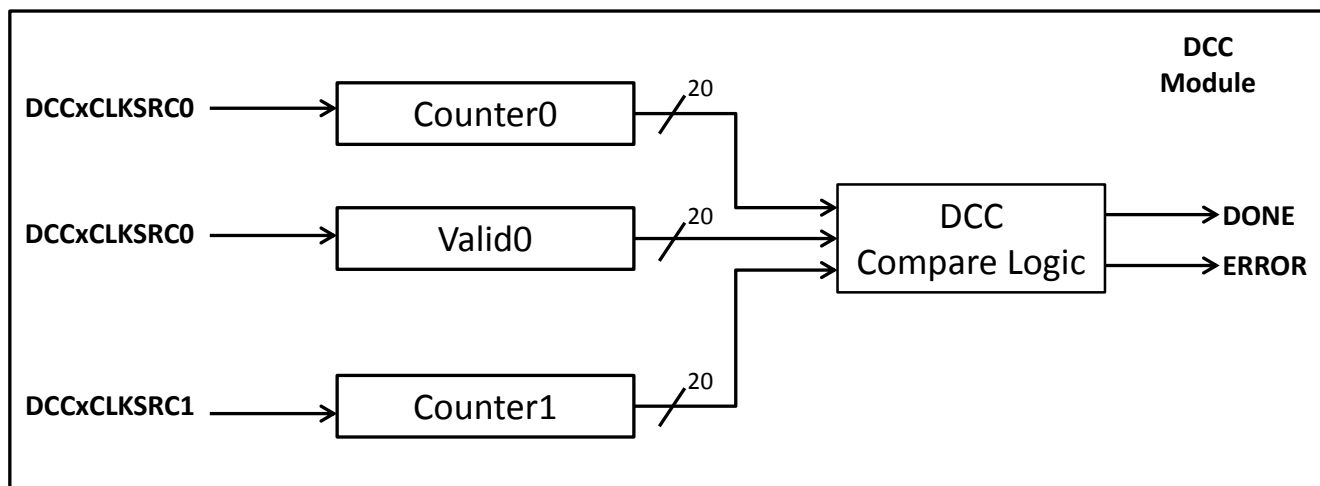 DCC
Module
DCCxCLKSRC0
Counter0
20
DCCxCLKSRC0
Valid0
20
DCC
Compare Logic
DONE
ERROR
DCCxCLKSRC1
Counter1
20